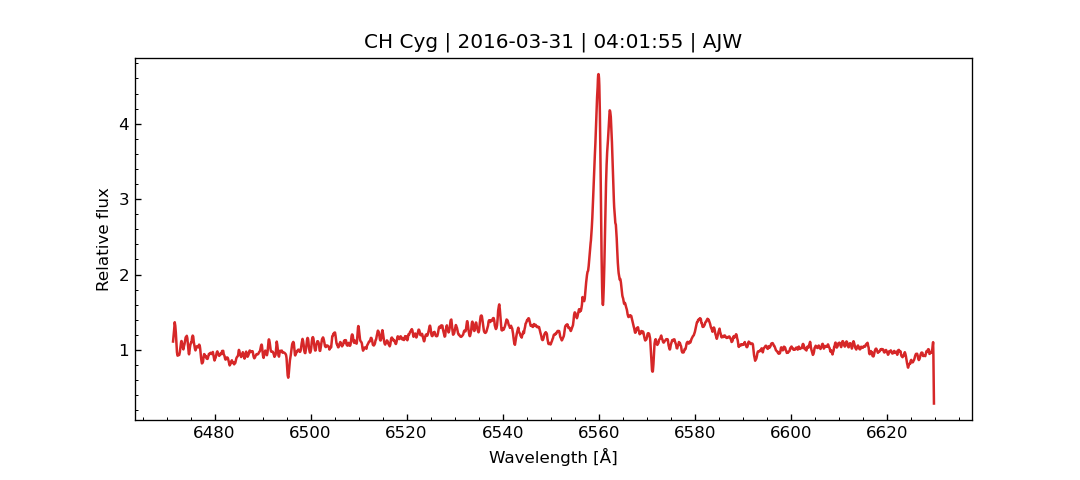 CH Cyg | 2016-03-31 | 04:01:55 | AJW
4
3
2
1
Relative flux
6480 6500 6520 6540 6560 6580 6600 6620
Wavelength [Å]